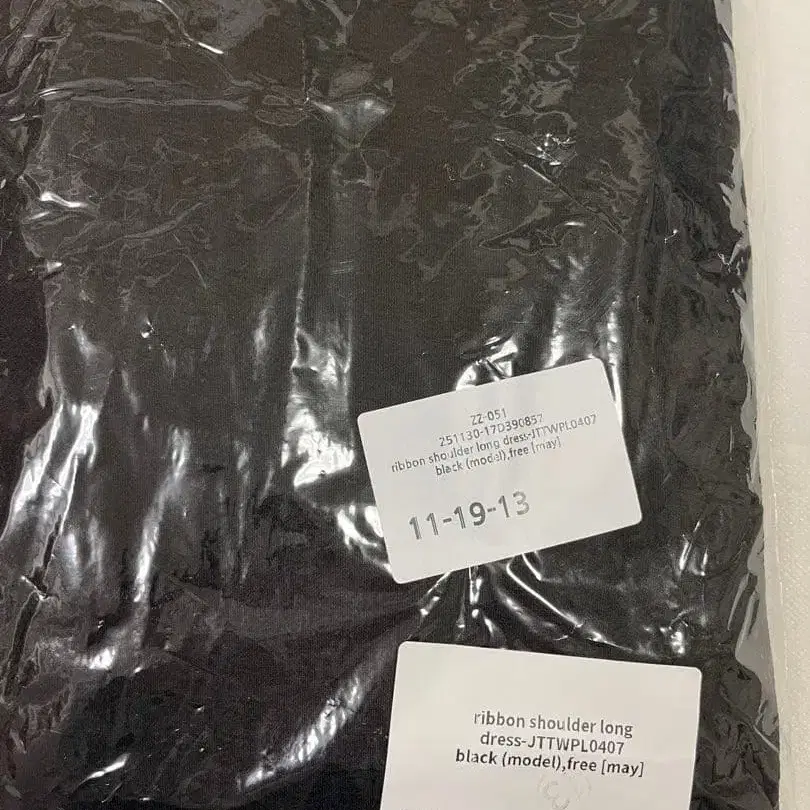 ZZ-051
251130-17D390857
ribbon shoulder long dress-JTTWPL0407
black (model),free [may]
11-19-13
ribbon shoulder long
dress-JTTWPL0407
black (model),free [may]